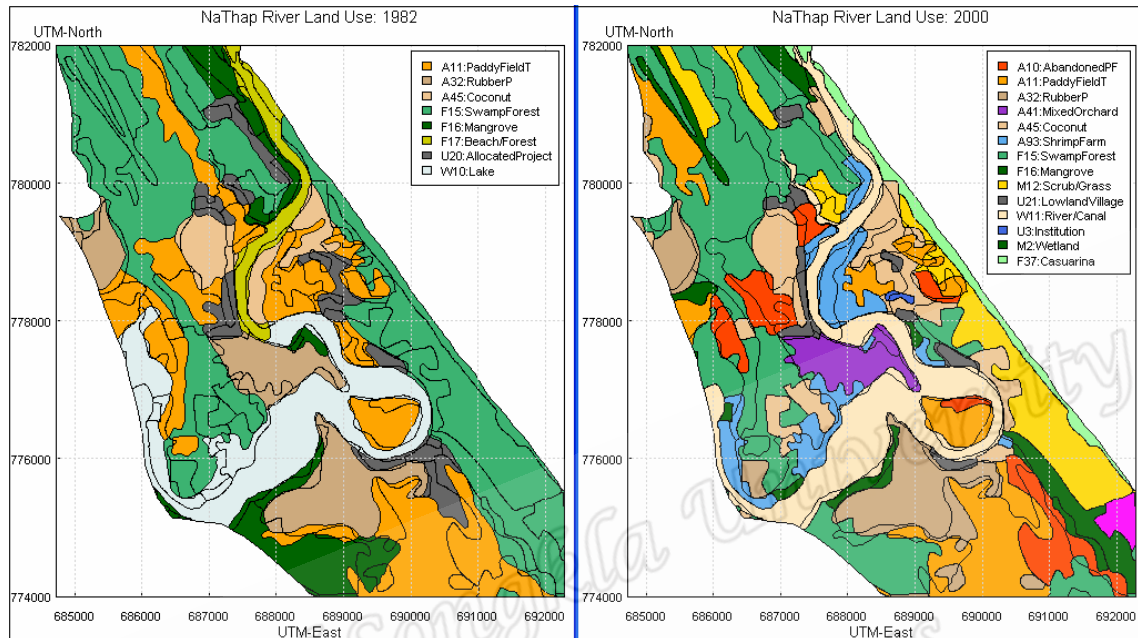 NaThap River Land Use: 1982
UTM-North
782000
780000
778000
776000
774000
685000 686000 687000 688000 689000 690000 691000 692000
UTM-East
A11:PaddyFieldT
A32:RubberP
A45:Coconut
F15:SwampForest
F16:Mangrove
F17:Beach/Forest
U20:AllocatedProject
W10:Lake
NaThap River Land Use: 2000
UTM-North
782000
780000
778000
776000
774000
685000 686000 687000 688000 689000 690000 691000 692000
UTM-East
A10:AbandonedPF
A11:PaddyFieldT
A32:RubberP
A41:MixedOrchard
A45:Coconut
A93:ShrimpFarm
F15:SwampForest
F16:Mangrove
M12:Scrub/Grass
U21:LowlandVillage
W11:River/Canal
U3:Institution
M2:Wetland
F37:Casuarina
Songkla University